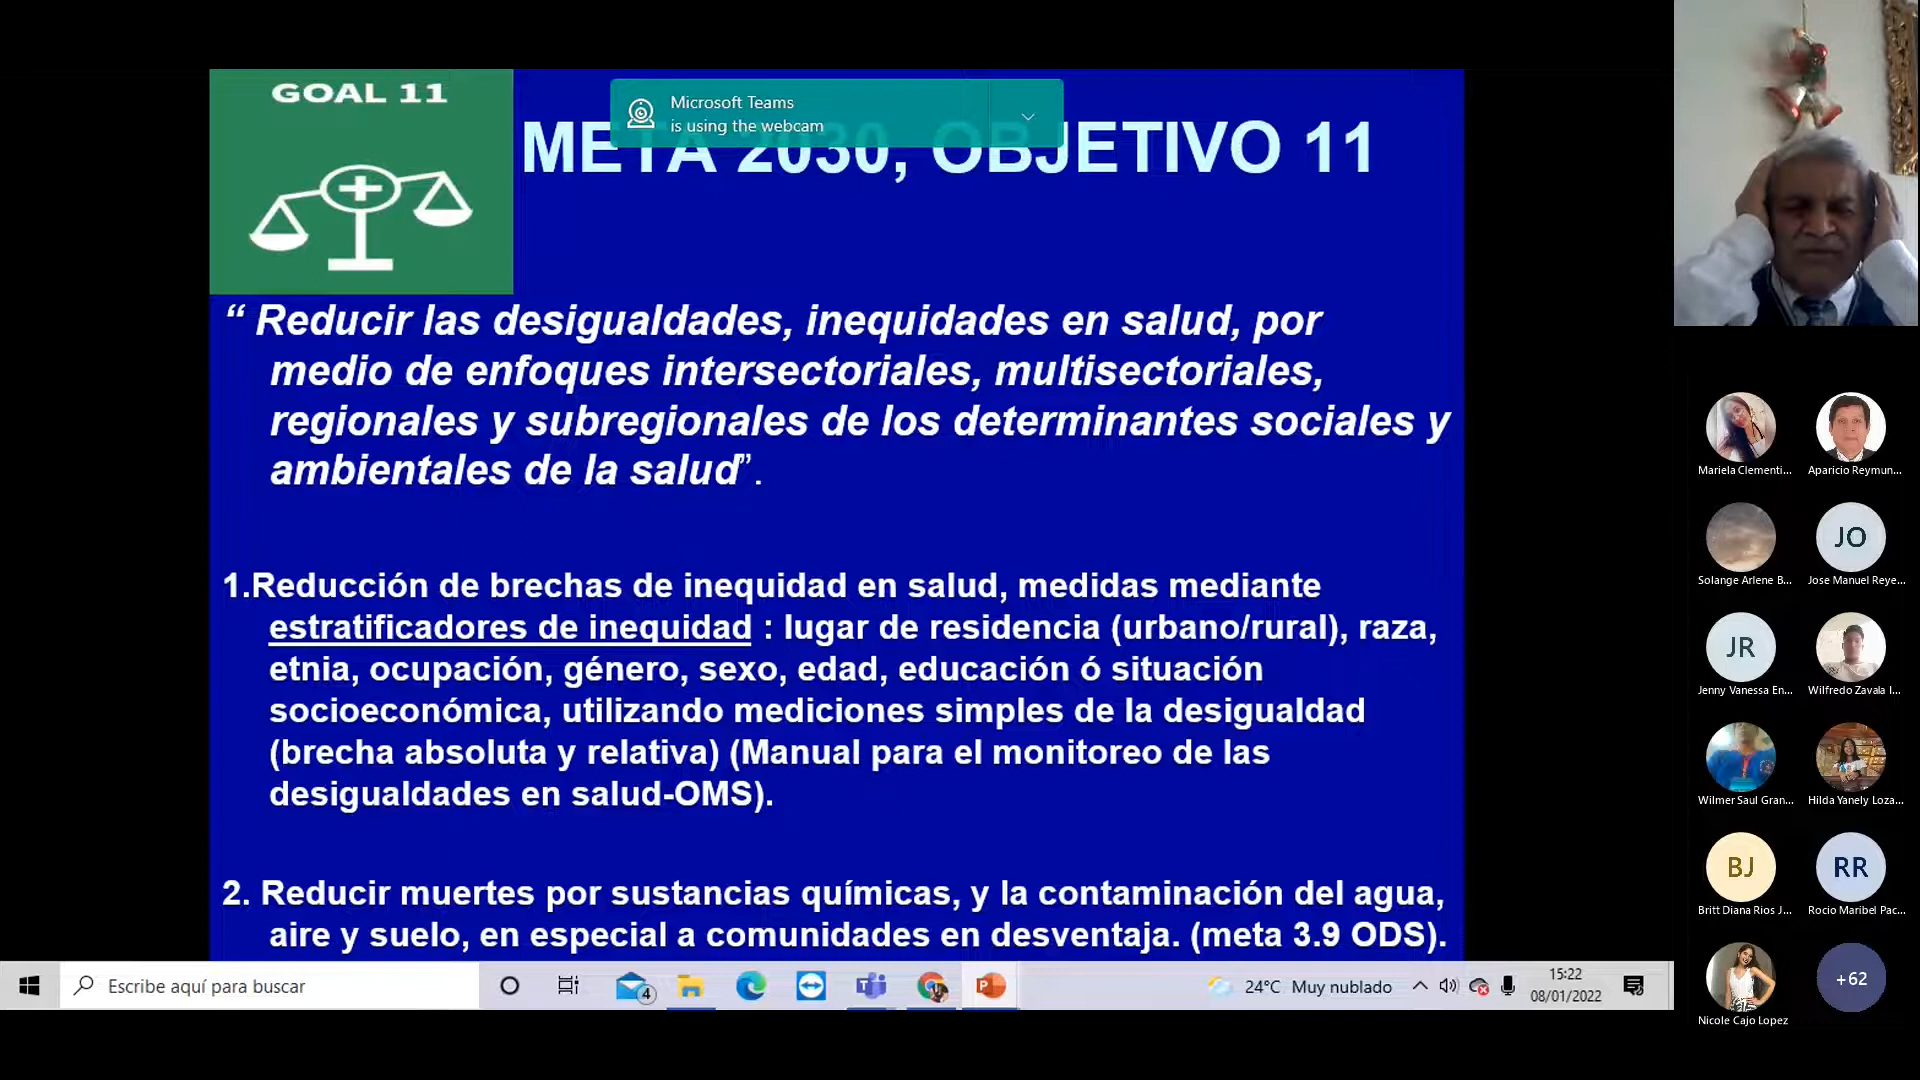 GOAL 11
Microsoft Teams
is using the webcam
META 2030, OBJETIVO 11
“ Reducir las desigualdades, inequidades en salud, por
medio de enfoques intersectoriales, multisectoriales,
regionales y subregionales de los determinantes sociales y
ambientales de la salud”.
1.Reducción de brechas de inequidad en salud, medidas mediante
estratificadores de inequidad : lugar de residencia (urbano/rural), raza,
etnia, ocupación, género, sexo, edad, educación ó situación
socioeconómica, utilizando mediciones simples de la desigualdad
(brecha absoluta y relativa) (Manual para el monitoreo de las
desigualdades en salud-OMS).
2. Reducir muertes por sustancias químicas, y la contaminación del agua,
aire y suelo, en especial a comunidades en desventaja. (meta 3.9 ODS).
Escribe aquí para buscar
4
24°C Muy nublado
15:22
08/01/2022
Mariela Clementi...
Aparicio Reymun...
JO
Solange Arlene B...
Jose Manuel Reye...
JR
Jenny Vanessa En...
Wilfredo Zavala I...
Wilmer Saul Gran...
Hilda Yanely Loza...
BJ
RR
Britt Diana Rios J...
Rocio Maribel Pac...
+62
Nicole Cajo Lopez